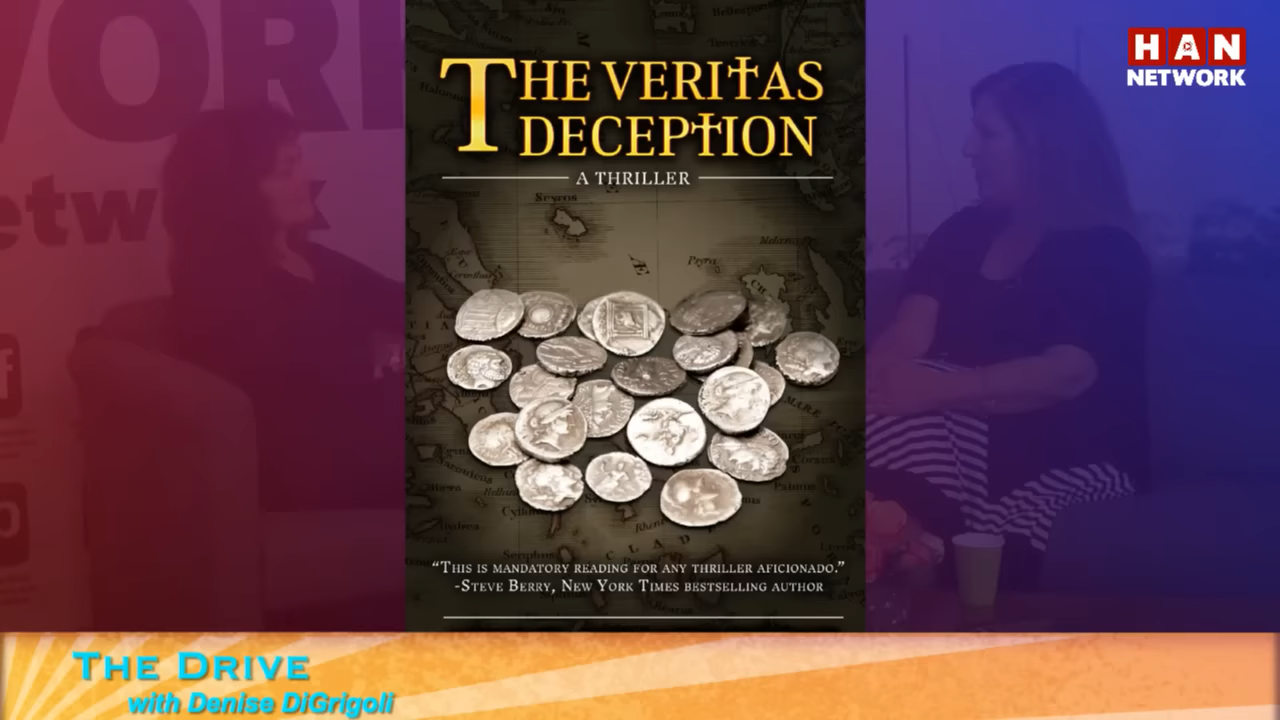 HAN
NETWORK
THE VERITAS
DECEPTION
A THRILLER
Scyros
Æ
"THIS IS MANDATORY READING FOR ANY THRILLER AFICIONADO."
-STEVE BERRY, NEW YORK TIMES BESTSELLING AUTHOR
THE DRIVE
with Denise DiGrigoli